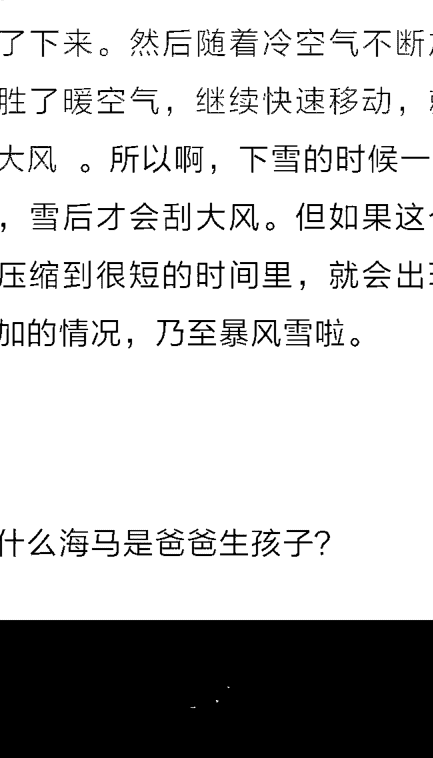 了下来。然后随着冷空气不断
胜了暖空气，继续快速移动，
大风 。所以啊，下雪的时候一
，雪后才会刮大风。但如果这
压缩到很短的时间里，就会出
加的情况，乃至暴风雪啦。
什么海马是爸爸生孩子？